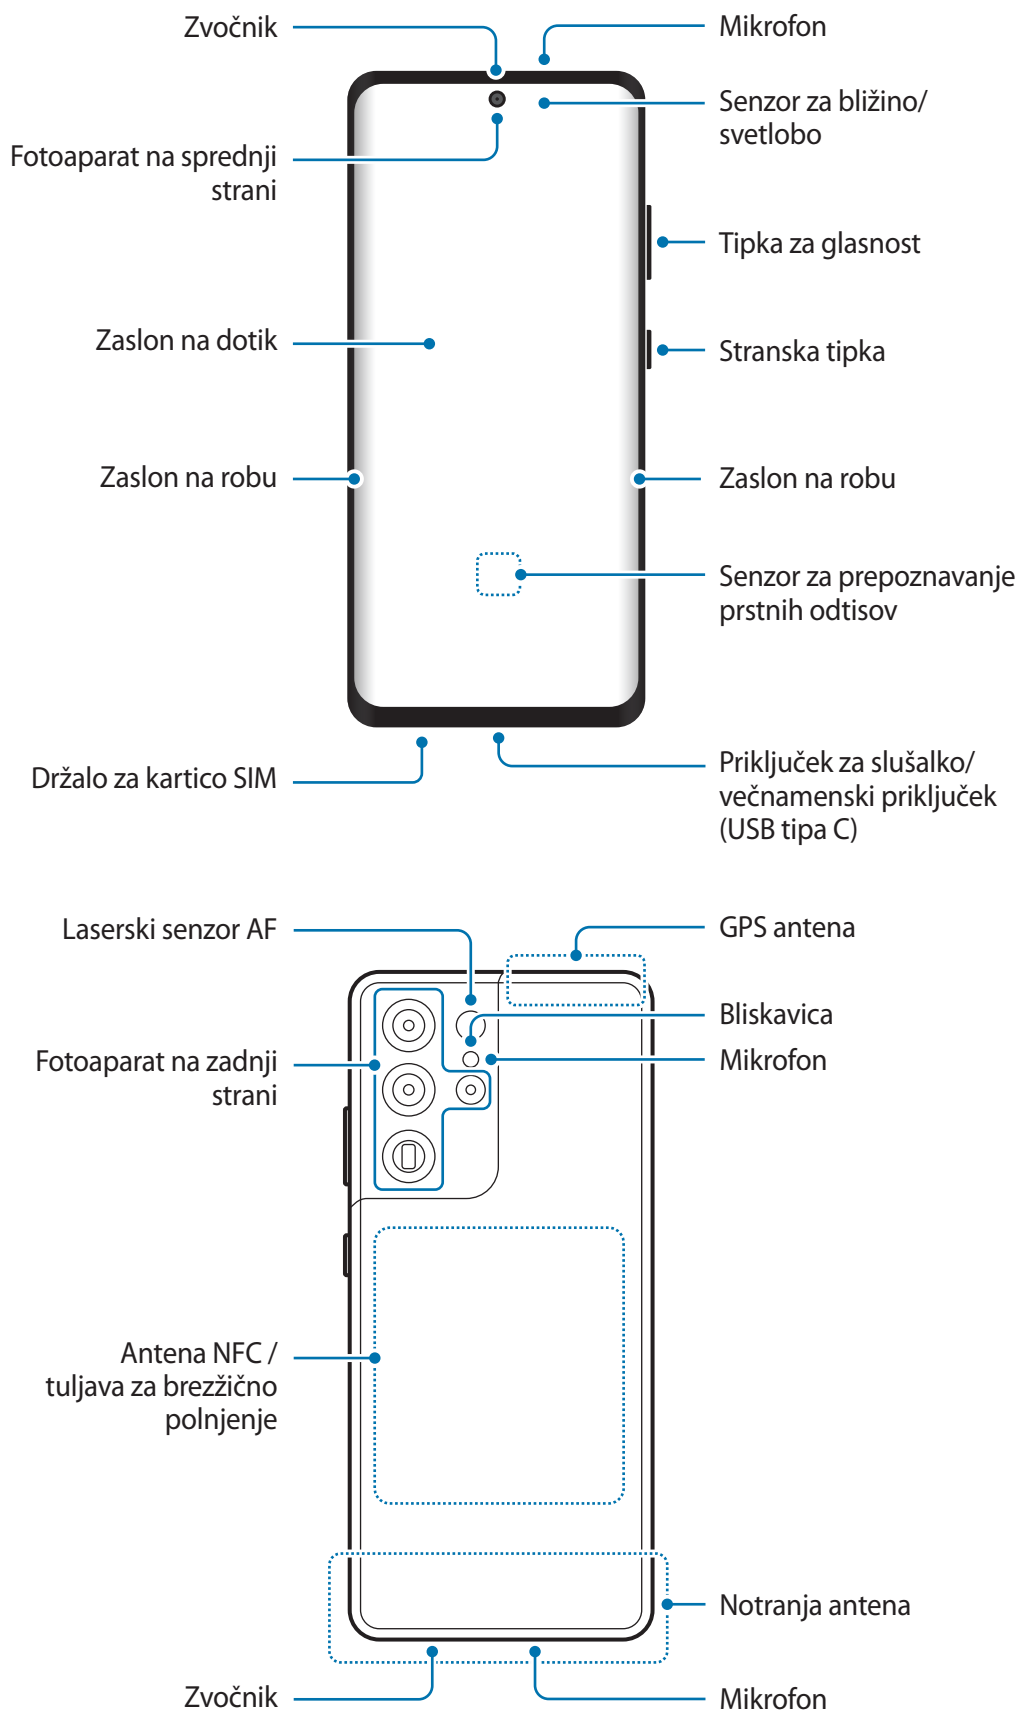 Zvočnik
Mikrofon
Senzor za bližino/
svetlobo
Fotoaparat na sprednji
strani
Tipka za glasnost
Zaslon na dotik
Stranska tipka
Zaslon na robu
Zaslon na robu
Senzor za prepoznavanje
prstnih odtisov
Držalo za kartico SIM
Priključek za slušalko/
večnamenski priključek
(USB tipa C)
Laserski senzor AF
GPS antena
Bliskavica
Fotoaparat na zadnji
strani
Mikrofon
Antena NFC /
tuljava za brezžično
polnjenje
Notranja antena
Zvočnik
Mikrofon